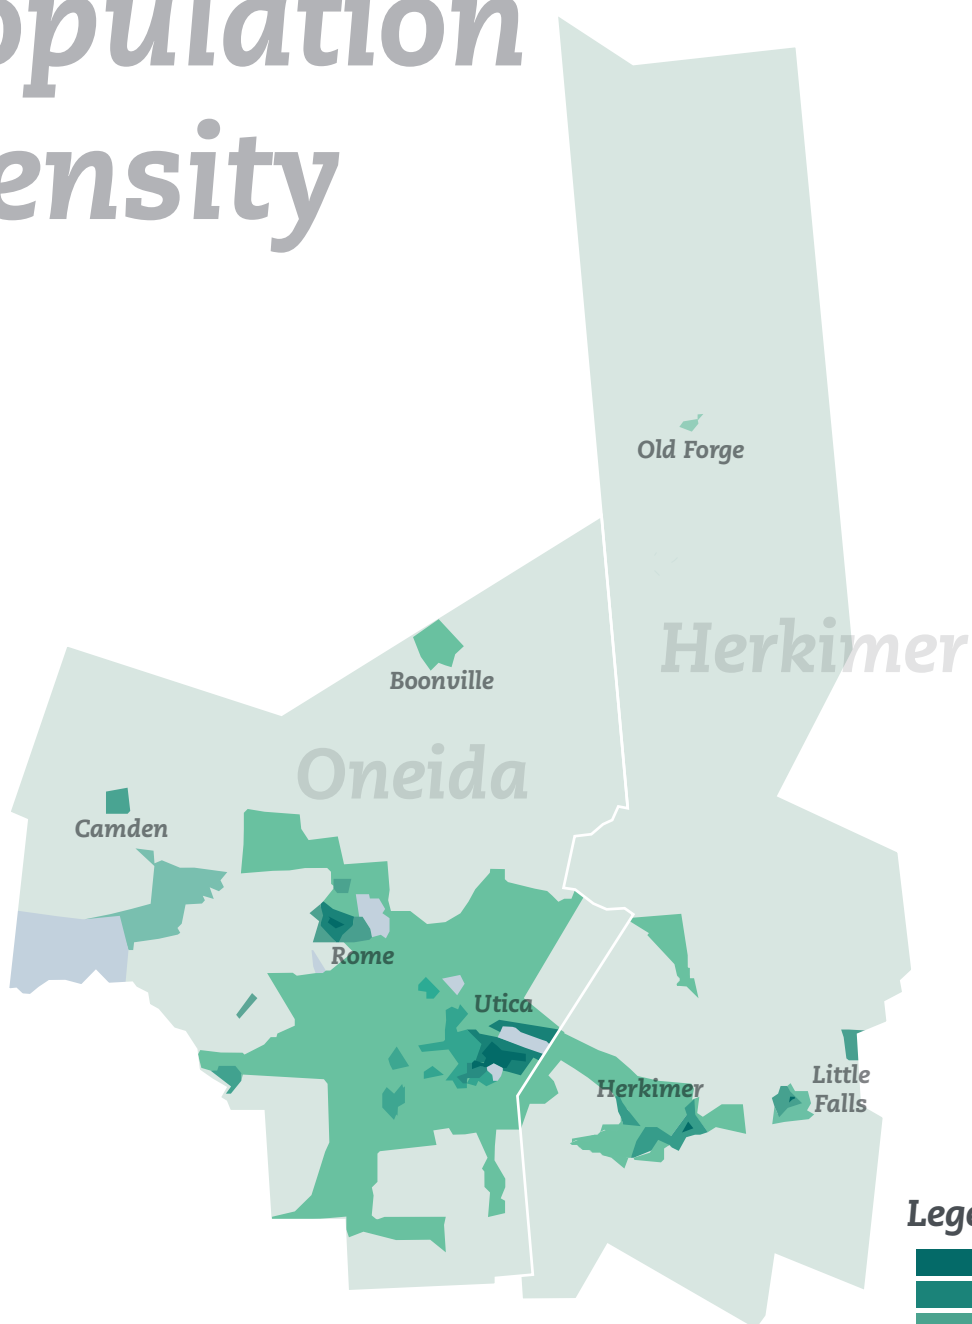 opulation
ensity
Old Forge
Herkimer
Boonville
Oneida
Camden
Rome
Utica
Herkimer
Little
Falls
Lege